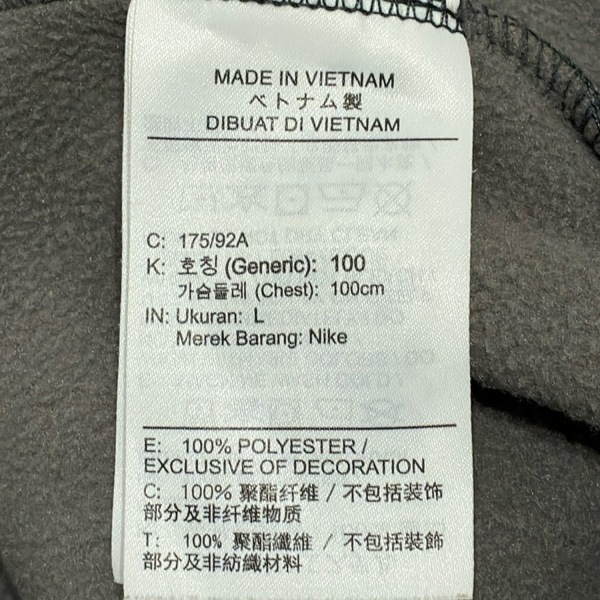 MADE IN VIETNAM
ベトナム製
DIBUAT DI VIETNAM
C: 175/92A
K: 호칭 (Generic): 100
가슴둘레 (Chest): 100cm
IN: Ukuran: L
Merek Barang: Nike
E: 100% POLYESTER /
EXCLUSIVE OF DECORATION
C: 100% 聚酯纤维 / 不包括装饰
部分及非纤维物质
T: 100% 聚酯纖維 / 不包括裝飾
部分及非紡織材料